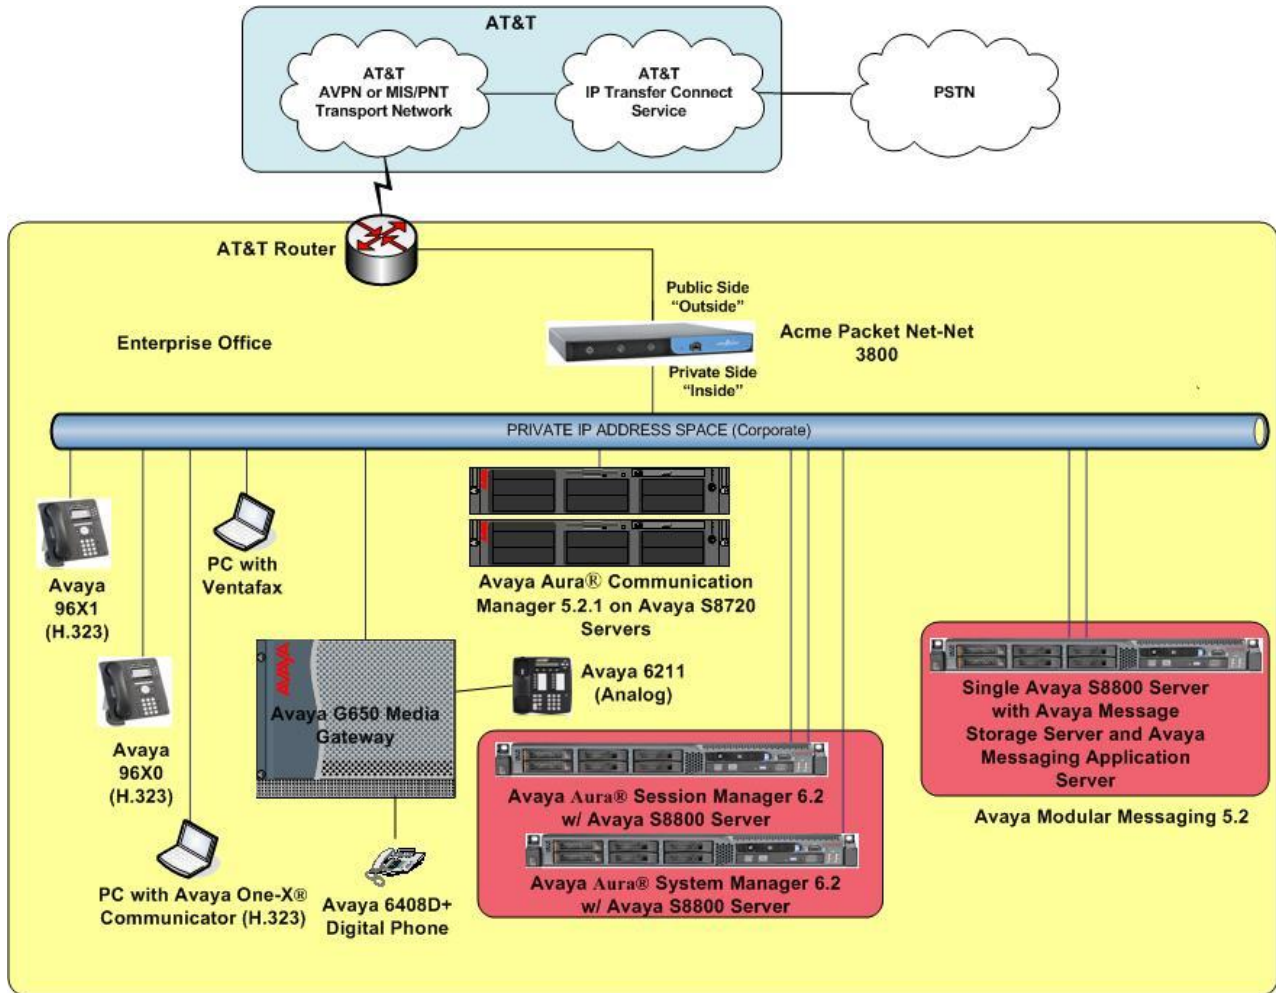 AT&T
AT&T
AVPN or MIS/PNT
Transport Network
AT&T
IP Transfer Connect
Service
PSTN
AT&T Router
Public Side
“Outside”
Enterprise Office
Acme Packet Net-Net
3800
Private Side
“Inside”
PRIVATE IP ADDRESS SPACE (Corporate)
Avaya
96X1
(H.323)
PC with
Ventafax
Avaya Aura® Communication
Manager 5.2.1 on Avaya S8720
Servers
AVAYA
Avaya G650 Media
Gateway
Avaya 6211
(Analog)
Avaya
96X0
(H.323)
Single Avaya S8800 Server
with Avaya Message
Storage Server and Avaya
Messaging Application
Server
Avaya Modular Messaging 5.2
Avaya Aura® Session Manager 6.2
w/ Avaya S8800 Server
Avaya Aura® System Manager 6.2
w/ Avaya S8800 Server
PC with Avaya One-X®
Communicator (H.323)
Avaya 6408D+
Digital Phone